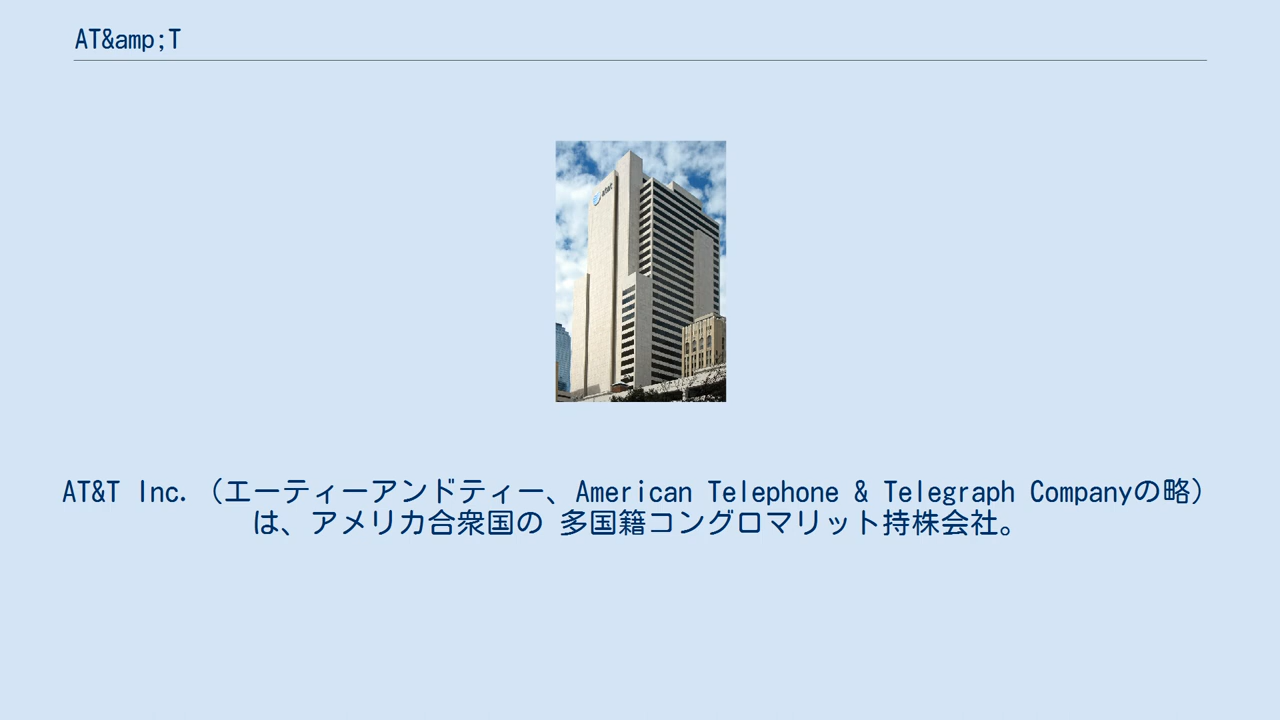 AT&amp;T
at&t
AT&T Inc. （エーティーアンドティー、American Telephone & Telegraph Companyの略）
は、アメリカ合衆国の 多国籍コングロマリット持株会社。